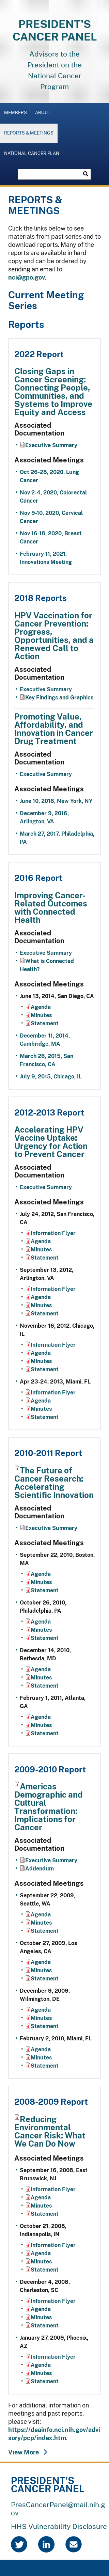 PRESIDENT'S
CANCER PANEL
Advisors to the
President on the
National Cancer
Program
MEMBERS ABOUT
REPORTS & MEETINGS
NATIONAL CANCER PLAN
REPORTS &
MEETINGS
Click the links below to see
materials from past series and
reports. To obtain additional
information on meetings
before 2008 (including full
transcripts), or the hard copy
version of a report (if
available), they can be
ordered by calling and/or
sending an email to
nci@gpo.gov.
Current Meeting
Series
Reports
2022 Report
Closing Gaps in
Cancer Screening:
Connecting People,
Communities, and
Systems to Improve
Equity and Access
Associated
Documentation
Executive Summary
Associated Meetings
Oct 26-28, 2020, Lung
Cancer
Nov 2-4, 2020, Colorectal
Cancer
Nov 9-10, 2020, Cervical
Cancer
Nov 16-18, 2020, Breast
Cancer
February 11, 2021,
Innovations Meeting
2018 Reports
HPV Vaccination for
Cancer Prevention:
Progress,
Opportunities, and a
Renewed Call to
Action
Associated
Documentation
Executive Summary
Key Findings and Graphics
Promoting Value,
Affordability, and
Innovation in Cancer
Drug Treatment
Associated
Documentation
Executive Summary
Associated Meetings
June 10, 2016, New York, NY
December 9, 2016,
Arlington, VA
March 27, 2017, Philadelphia,
PA
2016 Report
Improving Cancer-
Related Outcomes
with Connected
Health
Associated
Documentation
Executive Summary
What is Connected
Health?
Associated Meetings
June 13, 2014, San Diego, CA
Agenda
Minutes
Statement
December 11, 2014,
Cambridge, MA
March 26, 2015, San
Francisco, CA
July 9, 2015, Chicago, IL
2012-2013 Report
Accelerating HPV
Vaccine Uptake:
Urgency for Action
to Prevent Cancer
Associated
Documentation
Executive Summary
Associated Meetings
July 24, 2012, San Francisco,
CA
Information Flyer
Agenda
Minutes
Statement
September 13, 2012,
Arlington, VA
Information Flyer
Agenda
Minutes
Statement
November 16, 2012, Chicago,
IL
Information Flyer
Agenda
Minutes
Statement
Apr 23-24, 2013, Miami, FL
Information Flyer
Agenda
Minutes
Statement
2010-2011 Report
The Future of
Cancer Research:
Accelerating
Scientific Innovation
Associated
Documentation
Executive Summary
Associated Meetings
September 22, 2010, Boston,
MA
Agenda
Minutes
Statement
October 26, 2010,
Philadelphia, PA
Agenda
Minutes
Statement
December 14, 2010,
Bethesda, MD
Agenda
Minutes
Statement
February 1, 2011, Atlanta,
GA
Agenda
Minutes
Statement
2009-2010 Report
Americas
Demographic and
Cultural
Transformation:
Implications for
Cancer
Associated
Documentation
Executive Summary
Addendum
Associated Meetings
September 22, 2009,
Seattle, WA
Agenda
Minutes
Statement
October 27, 2009, Los
Angeles, CA
Agenda
Minutes
Statement
December 9, 2009,
Wilmington, DE
Agenda
Minutes
Statement
February 2, 2010, Miami, FL
Agenda
Minutes
Statement
2008-2009 Report
Reducing
Environmental
Cancer Risk: What
We Can Do Now
Associated Meetings
September 16, 2008, East
Brunswick, NJ
Information Flyer
Agenda
Minutes
Statement
October 21, 2008,
Indianapolis, IN
Information Flyer
Agenda
Minutes
Statement
December 4, 2008,
Charleston, SC
Information Flyer
Agenda
Minutes
Statement
January 27, 2009, Phoenix,
AZ
Information Flyer
Agenda
Minutes
Statement
For additional information from
meetings and past reports,
please visit:
https://deainfo.nci.nih.gov/advi
sory/pcp/index.htm.
View More
PRESIDENT'S
CANCER PANEL
PresCancerPanel@mail.nih.g
ov
HHS Vulnerability Disclosure